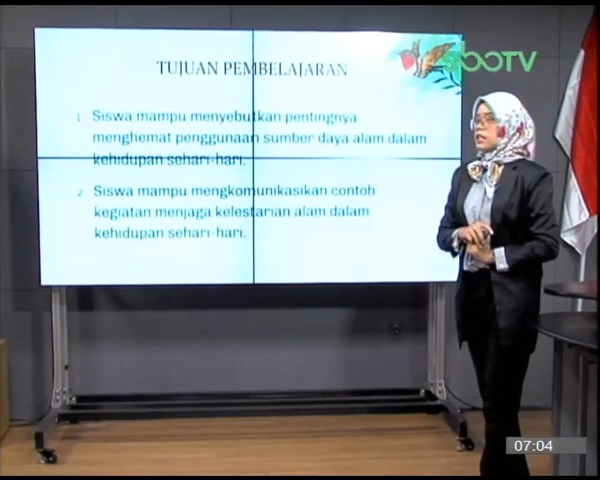 sboTV
TUJUAN PEMBELAJARAN
1. Siswa mampu menyebutkan pentingnya
menghemat penggunaan sumber daya alam dalam
kehidupan sehari-hari.
2. Siswa mampu mengkomunikasikan contoh
kegiatan menjaga kelestarian alam dalam
kehidupan sehari-hari.
07:04